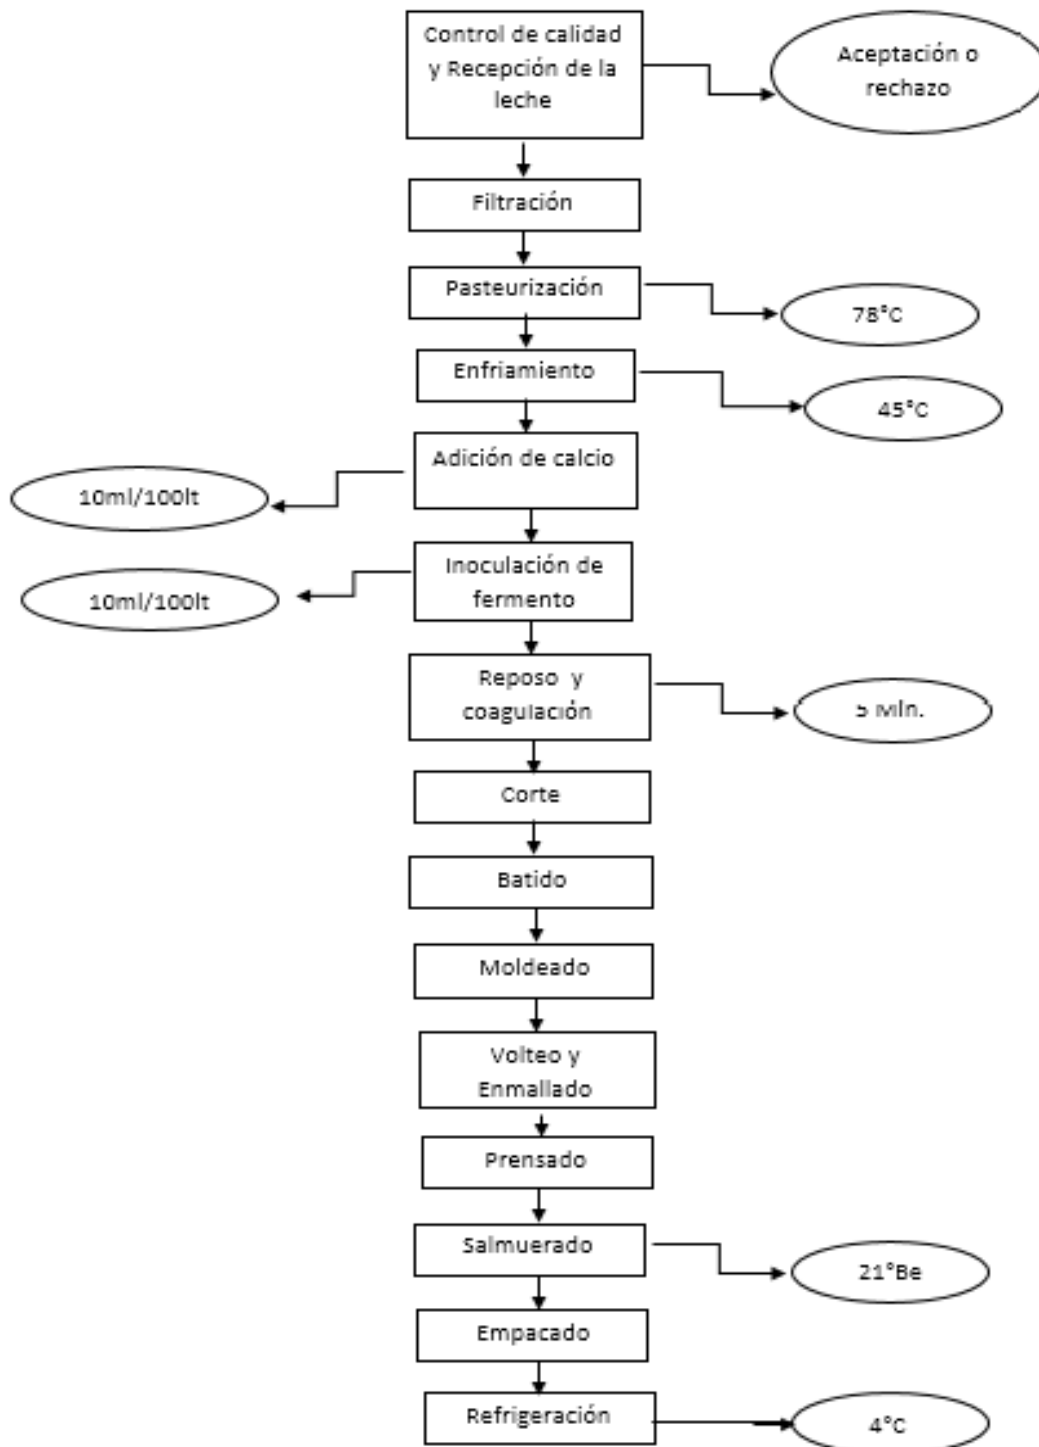 Control de calidad
y Recepción de la
leche
Aceptación o
rechazo
Filtración
Pasteurización
78°C
Enfriamiento
45°C
Adición de calcio
10ml/100lt
Inoculación de
fermento
10ml/100lt
Reposo y
coagulación
5 Min.
Corte
Batido
Moldeado
Volteo y
Enmallado
Prensado
Salmuerado
21°Be
Empacado
Refrigeración
4°C